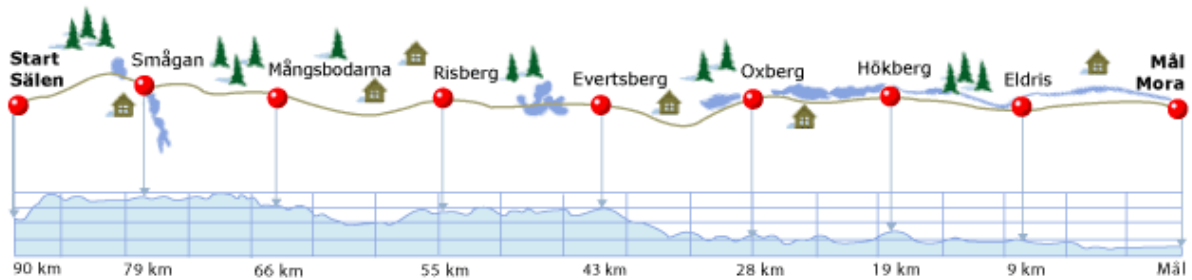 Start
Sälen
Smågan
Mångsbodarna
Risberg
Evertsberg
Oxberg
Hökberg
Eldris
Mål
Mora
90 km
79 km
66 km
55 km
43 km
28 km
19 km
9 km
Mål